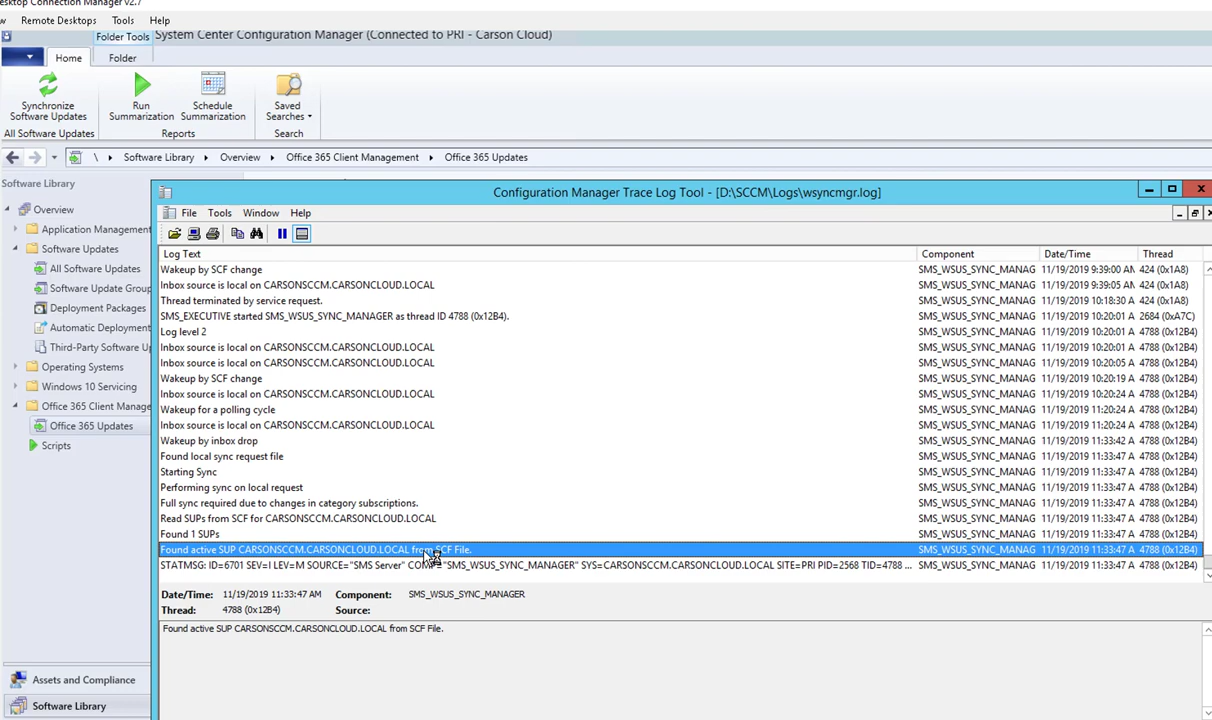 Desktop Connection Manager v2.7
Remote Desktops Tools Help
Folder Tools System Center Configuration Manager (Connected to PRI - Carson Cloud)
Home Folder
Synchronize Software Updates
Run Summarization
Schedule Summarization
Saved Searches
All Software Updates Reports Search
\ Software Library Overview Office 365 Client Management Office 365 Updates
Software Library
Overview
Application Management
Software Updates
All Software Updates
Software Update Group
Deployment Packages
Automatic Deployment
Third-Party Software Up
Operating Systems
Windows 10 Servicing
Office 365 Client Manage
Office 365 Updates
Scripts
Assets and Compliance
Software Library
Configuration Manager Trace Log Tool - [D:\SCCM\Logs\wsyncmgr.log]
File Tools Window Help
Log Text Component Date/Time Thread
Wakeup by SCF change SMS_WSUS_SYNC_MANAG 11/19/2019 9:39:00 AM 424 (0x1A8)
Inbox source is local on CARSONSCCM.CARSONCLOUD.LOCAL SMS_WSUS_SYNC_MANAG 11/19/2019 9:39:05 AM 424 (0x1A8)
Thread terminated by service request. SMS_WSUS_SYNC_MANAG 11/19/2019 10:18:30 A 424 (0x1A8)
SMS_EXECUTIVE started SMS_WSUS_SYNC_MANAGER as thread ID 4788 (0x12B4). SMS_WSUS_SYNC_MANAG 11/19/2019 10:20:01 A 2684 (0xA7C)
Log level 2 SMS_WSUS_SYNC_MANAG 11/19/2019 10:20:01 A 4788 (0x12B4)
Inbox source is local on CARSONSCCM.CARSONCLOUD.LOCAL SMS_WSUS_SYNC_MANAG 11/19/2019 10:20:01 A 4788 (0x12B4)
Inbox source is local on CARSONSCCM.CARSONCLOUD.LOCAL SMS_WSUS_SYNC_MANAG 11/19/2019 10:20:05 A 4788 (0x12B4)
Wakeup by SCF change SMS_WSUS_SYNC_MANAG 11/19/2019 10:20:19 A 4788 (0x12B4)
Inbox source is local on CARSONSCCM.CARSONCLOUD.LOCAL SMS_WSUS_SYNC_MANAG 11/19/2019 10:20:24 A 4788 (0x12B4)
Wakeup for a polling cycle SMS_WSUS_SYNC_MANAG 11/19/2019 11:20:24 A 4788 (0x12B4)
Inbox source is local on CARSONSCCM.CARSONCLOUD.LOCAL SMS_WSUS_SYNC_MANAG 11/19/2019 11:20:24 A 4788 (0x12B4)
Wakeup by inbox drop SMS_WSUS_SYNC_MANAG 11/19/2019 11:33:42 A 4788 (0x12B4)
Found local sync request file SMS_WSUS_SYNC_MANAG 11/19/2019 11:33:47 A 4788 (0x12B4)
Starting Sync SMS_WSUS_SYNC_MANAG 11/19/2019 11:33:47 A 4788 (0x12B4)
Performing sync on local request SMS_WSUS_SYNC_MANAG 11/19/2019 11:33:47 A 4788 (0x12B4)
Full sync required due to changes in category subscriptions. SMS_WSUS_SYNC_MANAG 11/19/2019 11:33:47 A 4788 (0x12B4)
Read SUPs from SCF for CARSONSCCM.CARSONCLOUD.LOCAL SMS_WSUS_SYNC_MANAG 11/19/2019 11:33:47 A 4788 (0x12B4)
Found 1 SUPs SMS_WSUS_SYNC_MANAG 11/19/2019 11:33:47 A 4788 (0x12B4)
Found active SUP CARSONSCCM.CARSONCLOUD.LOCAL from SCF File. SMS_WSUS_SYNC_MANAG 11/19/2019 11:33:47 A 4788 (0x12B4)
STATMSG: ID=6701 SEV=I LEV=M SOURCE="SMS Server" COMP="SMS_WSUS_SYNC_MANAGER" SYS=CARSONSCCM.CARSONCLOUD.LOCAL SITE=PRI PID=2568 TID=4788 ... SMS_WSUS_SYNC_MANAG 11/19/2019 11:33:47 A 4788 (0x12B4)
Date/Time: 11/19/2019 11:33:47 AM Component: SMS_WSUS_SYNC_MANAGER
Thread: 4788 (0x12B4) Source:
Found active SUP CARSONSCCM.CARSONCLOUD.LOCAL from SCF File.